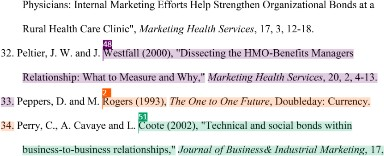 Physicians: Internal Marketing Efforts Help Strengthen Organizational Bonds at a
Rural Health Care Clinic", Marketing Health Services, 17, 3, 12-18.
48
32. Peltier, J. W. and J. Westfall (2000), "Dissecting the HMO-Benefits Managers
Relationship: What to Measure and Why," Marketing Health Services, 20, 2, 4-13.
2
33. Peppers, D. and M. Rogers (1993), The One to One Future, Doubleday: Currency.
51
34. Perry, C., A. Cavaye and L. Coote (2002), "Technical and social bonds within
business-to-business relationships," Journal of Business& Industrial Marketing, 17,